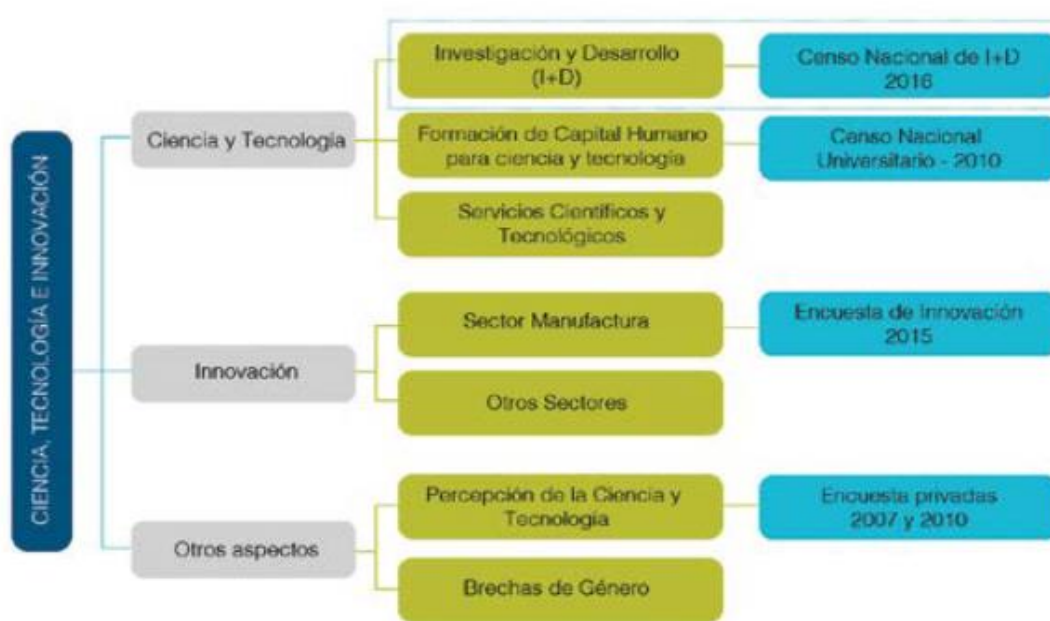 CIENCIA, TECNOLOGÍA E INNOVACIÓN
Ciencia y Tecnología
Investigación y Desarrollo
(I+D)
Censo Nacional de I+D
2016
Formación de Capital Humano
para ciencia y tecnología
Censo Nacional
Universitario - 2010
Servicios Científicos y
Tecnológicos
Innovación
Sector Manufactura
Encuesta de Innovación
2015
Otros Sectores
Otros aspectos
Percepción de la Ciencia y
Tecnología
Encuesta privadas
2007 y 2010
Brechas de Género